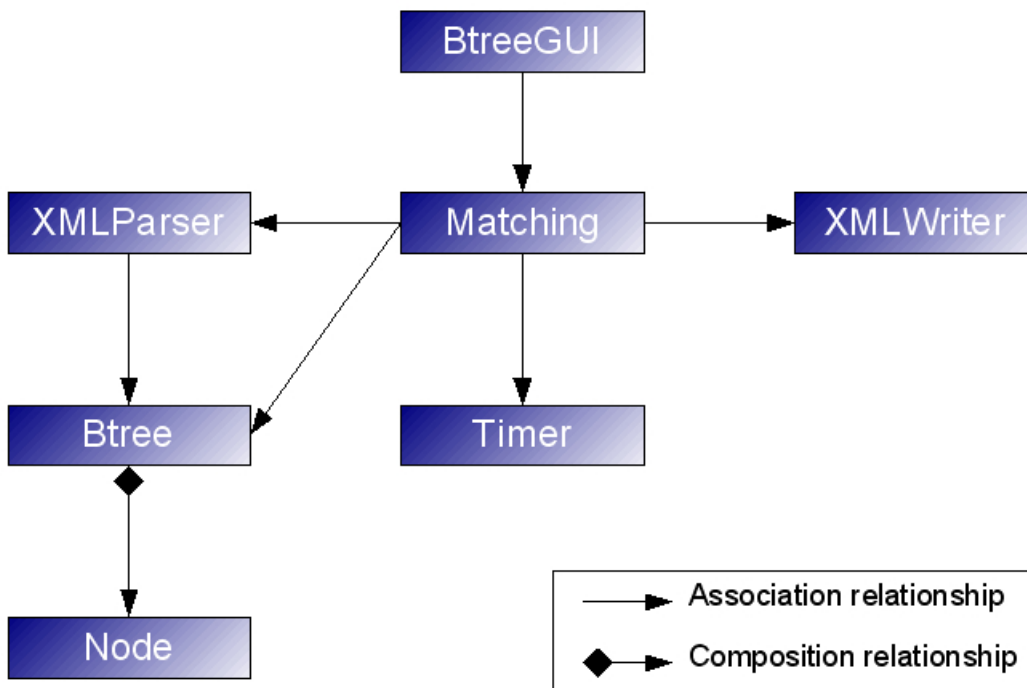 BtreeGUI
XMLParser
Matching
XMLWriter
Btree
Timer
Node
Association relationship
Composition relationship